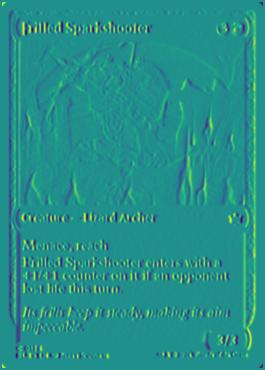 Frilled Sparkshooter
Creature - Lizard Archer
Menace, reach
Frilled Sparkshooter enters with a
+1/+1 counter on it if an opponent
lost life this turn.
Its frills keep it steady, making its aim
impeccable.
3/3